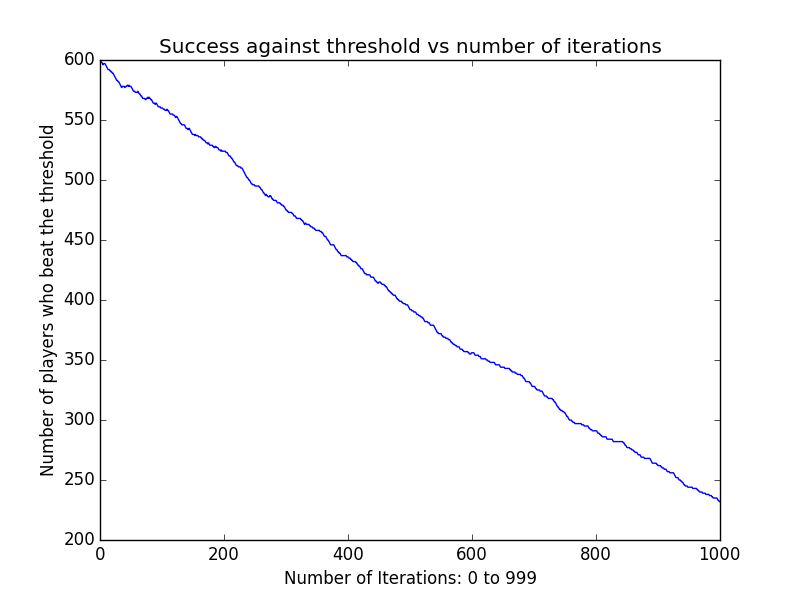 Success against threshold vs number of iterations
600
550
500
450
400
350
300
250
200
Number of players who beat the threshold
0 200 400 600 800 1000
Number of Iterations: 0 to 999